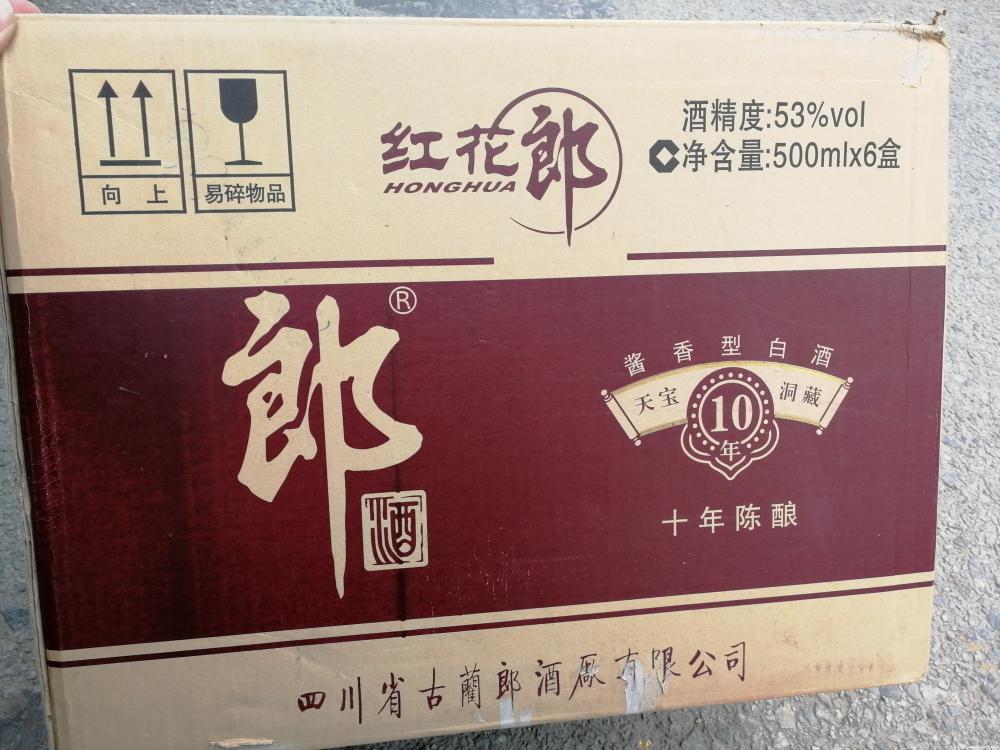 向 上
易碎物品
红花郎
HONGHUA
酒精度:53%vol
净含量:500mlx6盒
郎®
酒
酱香型白酒
天宝 洞藏
10
年
十年陈酿
四川省古蔺郎酒厰有限公司